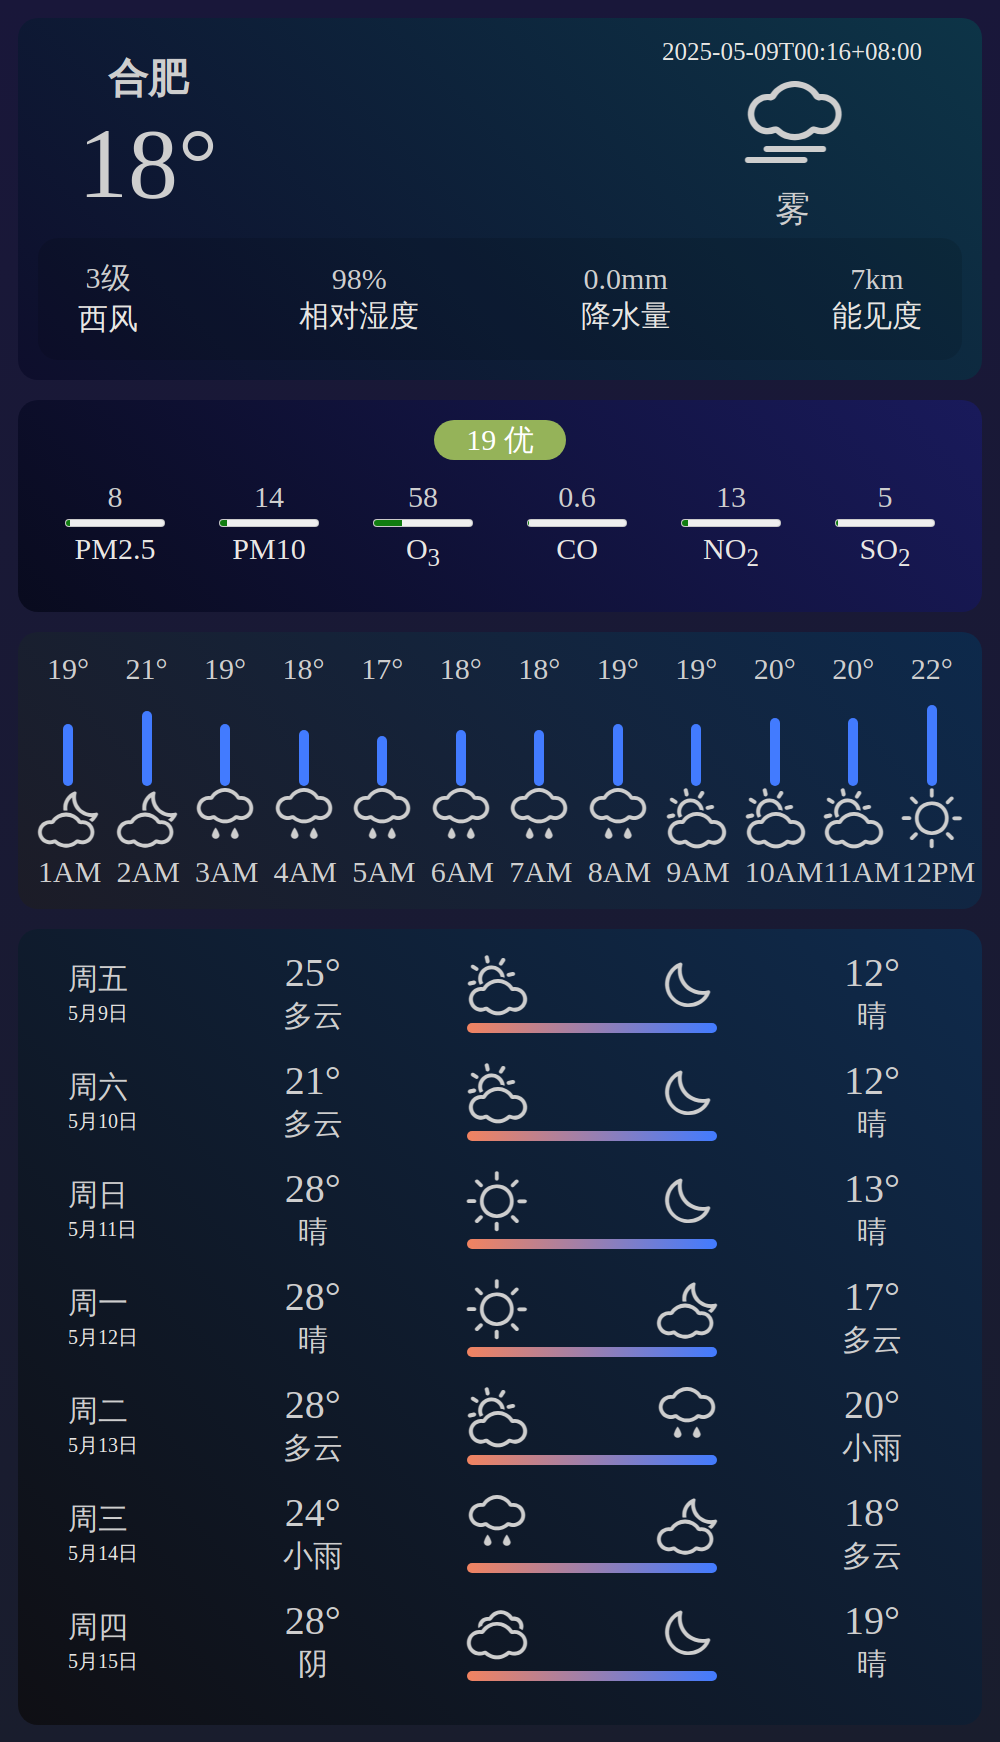 合肥
18°
2025-05-09T00:16+08:00
雾
3级 98% 0.0mm 7km
西风 相对湿度 降水量 能见度
19 优
8 14 58 0.6 13 5
PM2.5 PM10 O3 CO NO2 SO2
19° 21° 19° 18° 17° 18° 18° 19° 19° 20° 20° 22°
1AM 2AM 3AM 4AM 5AM 6AM 7AM 8AM 9AM 10AM 11AM 12PM
周五 25° 12°
5月9日 多云 晴
周六 21° 12°
5月10日 多云 晴
周日 28° 13°
5月11日 晴 晴
周一 28° 17°
5月12日 晴 多云
周二 28° 20°
5月13日 多云 小雨
周三 24° 18°
5月14日 小雨 多云
周四 28° 19°
5月15日 阴 晴